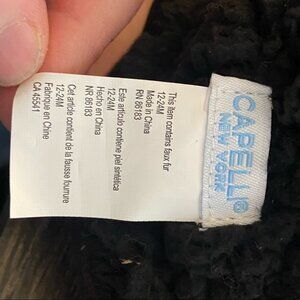 CAPELLI®
NEW YORK
This item contains faux fur
12-24M
Made in China
RN 86183
Este artículo contiene piel sintética
12-24M
Hecho en China
NR 86183
Cet article contient de la fausse fourrure
12-24M
Fabrique en Chine
CA 45541